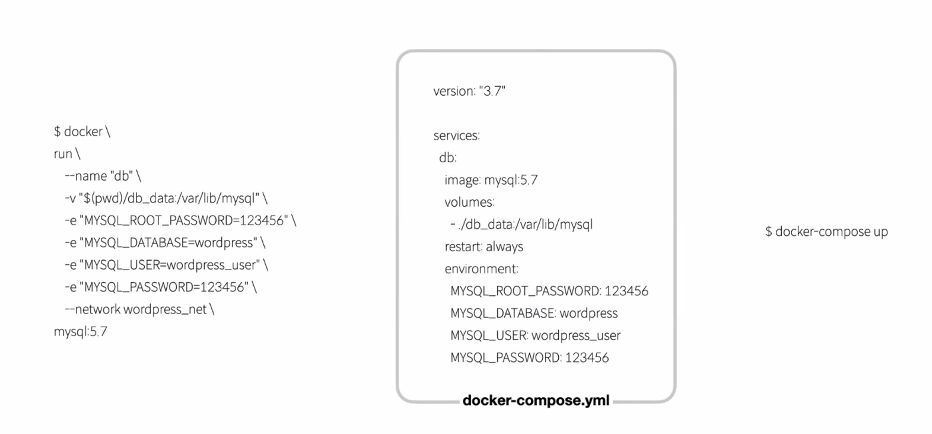 $ docker \
run \
--name "db" \
-v "$(pwd)/db_data:/var/lib/mysql" \
-e "MYSQL_ROOT_PASSWORD=123456" \
-e "MYSQL_DATABASE=wordpress" \
-e "MYSQL_USER=wordpress_user" \
-e "MYSQL_PASSWORD=123456" \
--network wordpress_net \
mysql:5.7
version: "3.7"
services:
db:
image: mysql:5.7
volumes:
- ./db_data:/var/lib/mysql
restart: always
environment:
MYSQL_ROOT_PASSWORD: 123456
MYSQL_DATABASE: wordpress
MYSQL_USER: wordpress_user
MYSQL_PASSWORD: 123456
docker-compose.yml
$ docker-compose up